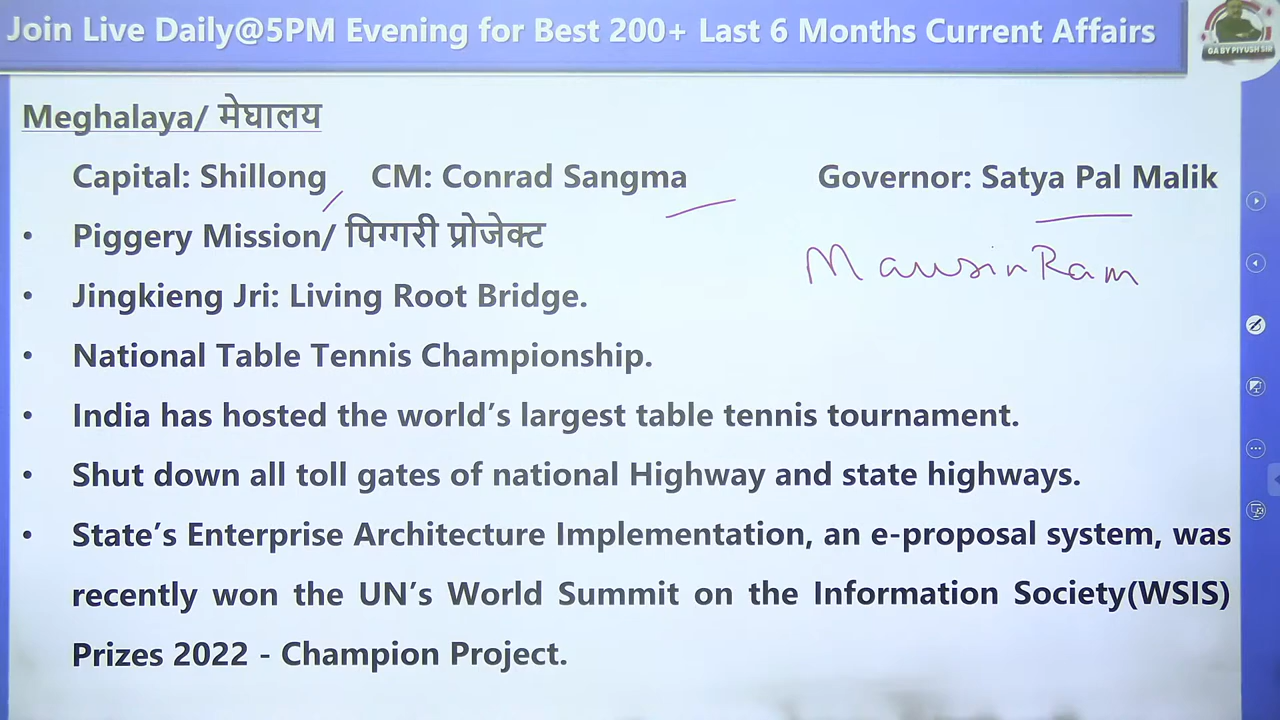 Join Live Daily@5PM Evening for Best 200+ Last 6 Months Current Affairs
GA BY PIYUSH SIR
Meghalaya/ मेघालय
Capital: Shillong CM: Conrad Sangma Governor: Satya Pal Malik
• Piggery Mission/ पिग्गरी प्रोजेक्ट
MawsinRam
• Jingkieng Jri: Living Root Bridge.
• National Table Tennis Championship.
• India has hosted the world's largest table tennis tournament.
• Shut down all toll gates of national Highway and state highways.
• State's Enterprise Architecture Implementation, an e-proposal system, was
recently won the UN's World Summit on the Information Society(WSIS)
Prizes 2022 - Champion Project.